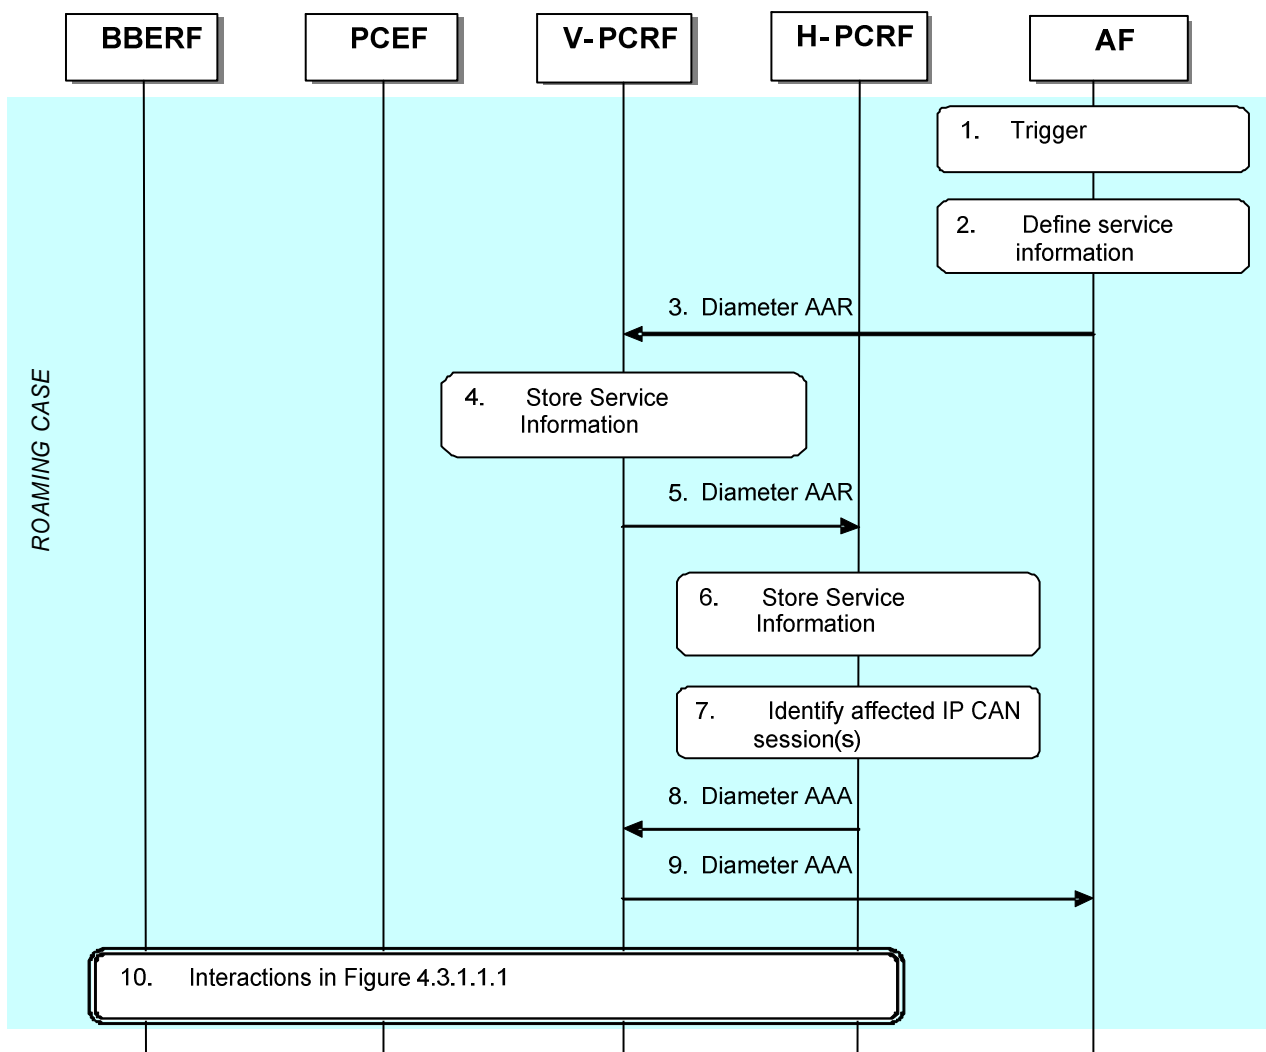 BBERF
PCEF
V-PCRF
H-PCRF
AF
1. Trigger
2. Define service
information
3. Diameter AAR
ROAMING CASE
4. Store Service
Information
5. Diameter AAR
6. Store Service
Information
7. Identify affected IP CAN
session(s)
8. Diameter AAA
9. Diameter AAA
10. Interactions in Figure 4.3.1.1.1